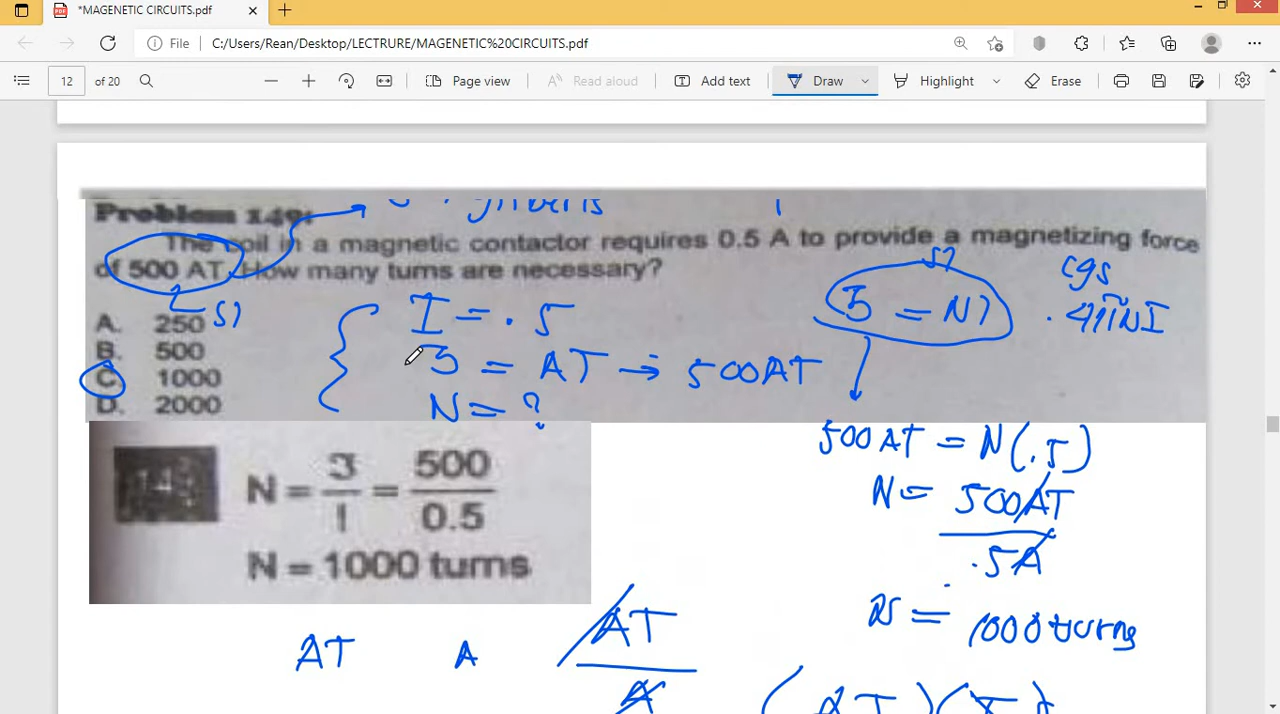 *MAGENETIC CIRCUITS.pdf
File
C:/Users/Rean/Desktop/LECTRURE/MAGENETIC%20CIRCUITS.pdf
12 of 20
Page view
Read aloud
Add text
Draw
Highlight
Erase
Problem 149:
The coil in a magnetic contactor requires 0.5 A to provide a magnetizing force
of 500 AT. How many turns are necessary?
SI
SI
cgs
A. 250
B. 500
C. 1000
D. 2000
I = .5
ℑ = AT → 500AT
N = ?
ℑ = NI
.4πNI
N = ℑ/I = 500/0.5
N = 1000 turns
500 AT = N(.5)
N = 500AT/.5A
N = 1000 turns
AT A AT/A
(AT)(